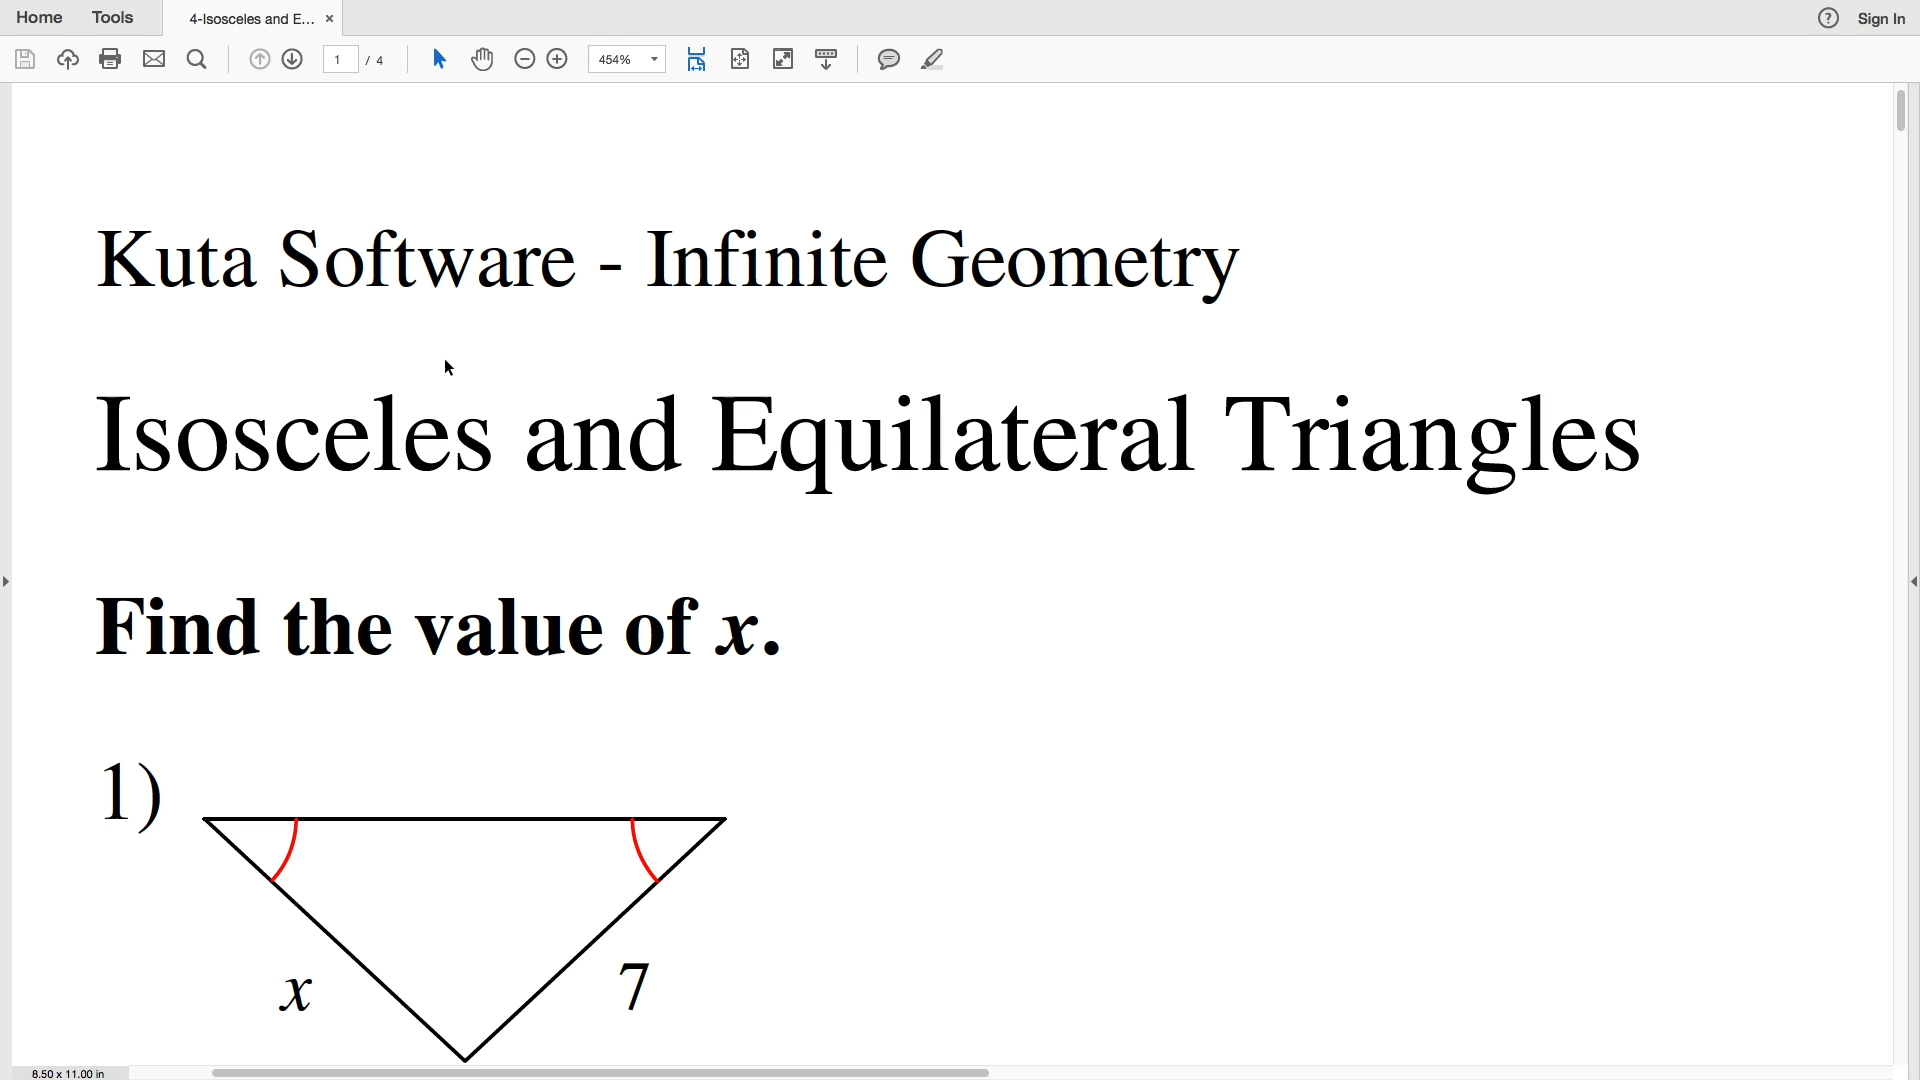 Home Tools 4-Isosceles and E... × ? Sign In
1 / 4 454%
Kuta Software - Infinite Geometry
Isosceles and Equilateral Triangles
Find the value of x.
1)
x 7
8.50 x 11.00 in